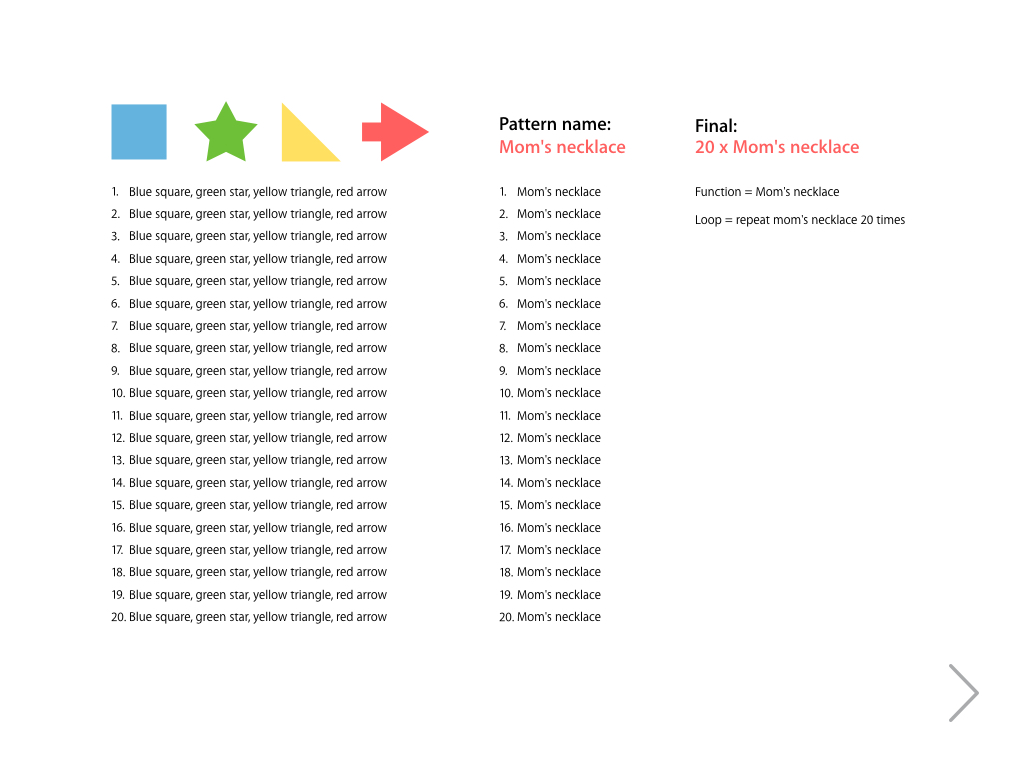 Pattern name:
Mom's necklace
Final:
20 x Mom's necklace
1. Blue square, green star, yellow triangle, red arrow
2. Blue square, green star, yellow triangle, red arrow
3. Blue square, green star, yellow triangle, red arrow
4. Blue square, green star, yellow triangle, red arrow
5. Blue square, green star, yellow triangle, red arrow
6. Blue square, green star, yellow triangle, red arrow
7. Blue square, green star, yellow triangle, red arrow
8. Blue square, green star, yellow triangle, red arrow
9. Blue square, green star, yellow triangle, red arrow
10. Blue square, green star, yellow triangle, red arrow
11. Blue square, green star, yellow triangle, red arrow
12. Blue square, green star, yellow triangle, red arrow
13. Blue square, green star, yellow triangle, red arrow
14. Blue square, green star, yellow triangle, red arrow
15. Blue square, green star, yellow triangle, red arrow
16. Blue square, green star, yellow triangle, red arrow
17. Blue square, green star, yellow triangle, red arrow
18. Blue square, green star, yellow triangle, red arrow
19. Blue square, green star, yellow triangle, red arrow
20. Blue square, green star, yellow triangle, red arrow
1. Mom's necklace
2. Mom's necklace
3. Mom's necklace
4. Mom's necklace
5. Mom's necklace
6. Mom's necklace
7. Mom's necklace
8. Mom's necklace
9. Mom's necklace
10. Mom's necklace
11. Mom's necklace
12. Mom's necklace
13. Mom's necklace
14. Mom's necklace
15. Mom's necklace
16. Mom's necklace
17. Mom's necklace
18. Mom's necklace
19. Mom's necklace
20. Mom's necklace
Function = Mom's necklace
Loop = repeat mom's necklace 20 times